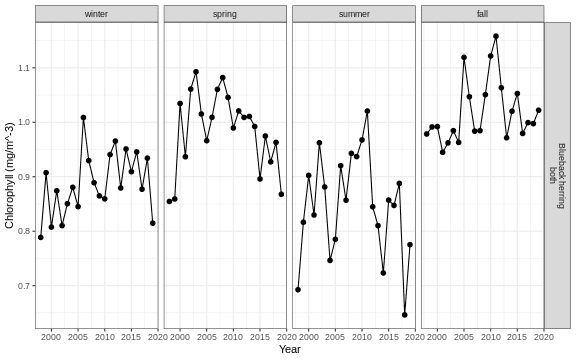 winter spring summer fall
Chlorophyll (mg/m^-3)
1.1
1.0
0.9
0.8
0.7
Blueback herring
both
2000 2005 2010 2015 2020 2000 2005 2010 2015 2020 2000 2005 2010 2015 2020 2000 2005 2010 2015 2020
Year